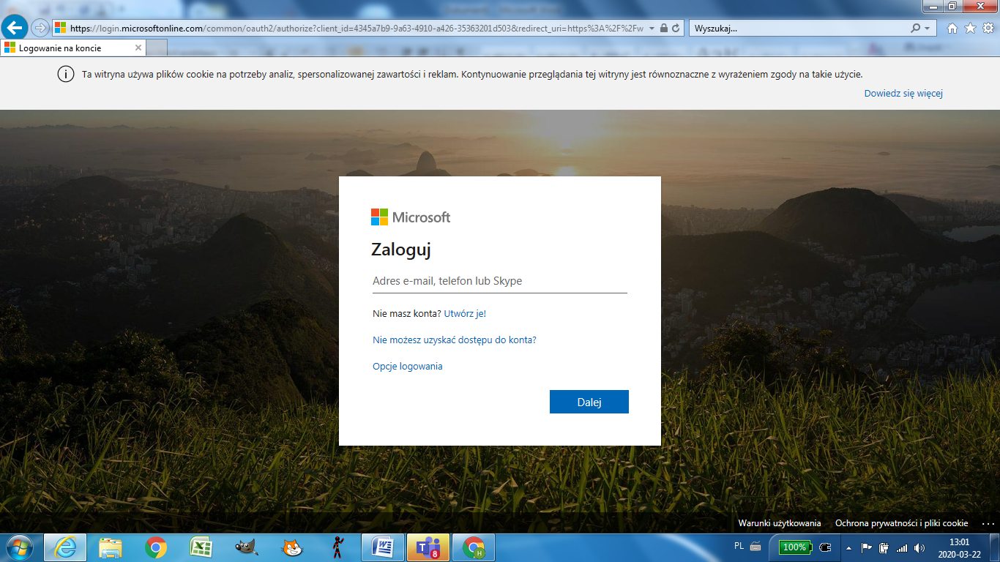 https://login.microsoftonline.com/common/oauth2/authorize?client_id=4345a7b9-9a63-4910-a426-35363201d503&redirect_uri=https%3A%2F%2Fw
Wyszukaj...
Logowanie na koncie
Ta witryna używa plików cookie na potrzeby analiz, spersonalizowanej zawartości i reklam. Kontynuowanie przeglądania tej witryny jest równoznaczne z wyrażeniem zgody na takie użycie.
Dowiedz się więcej
Microsoft
Zaloguj
Adres e-mail, telefon lub Skype
Nie masz konta? Utwórz je!
Nie możesz uzyskać dostępu do konta?
Opcje logowania
Dalej
Warunki użytkowania Ochrona prywatności i pliki cookie ...
8
H
PL
100%
13:01
2020-03-22